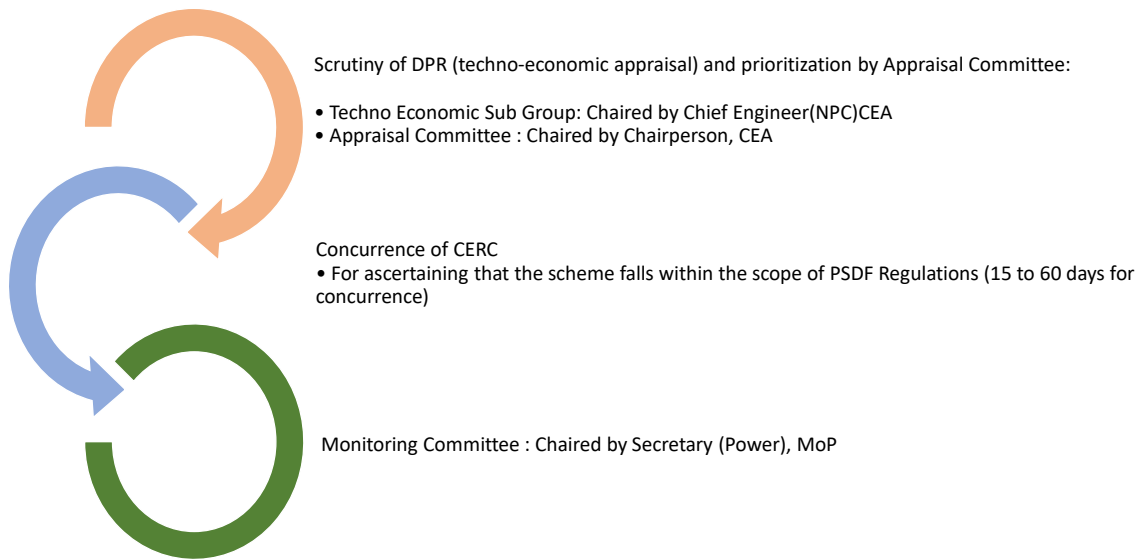 Scrutiny of DPR (techno-economic appraisal) and prioritization by Appraisal Committee:
• Techno Economic Sub Group: Chaired by Chief Engineer(NPC)CEA
• Appraisal Committee : Chaired by Chairperson, CEA
Concurrence of CERC
• For ascertaining that the scheme falls within the scope of PSDF Regulations (15 to 60 days for
concurrence)
Monitoring Committee : Chaired by Secretary (Power), MoP